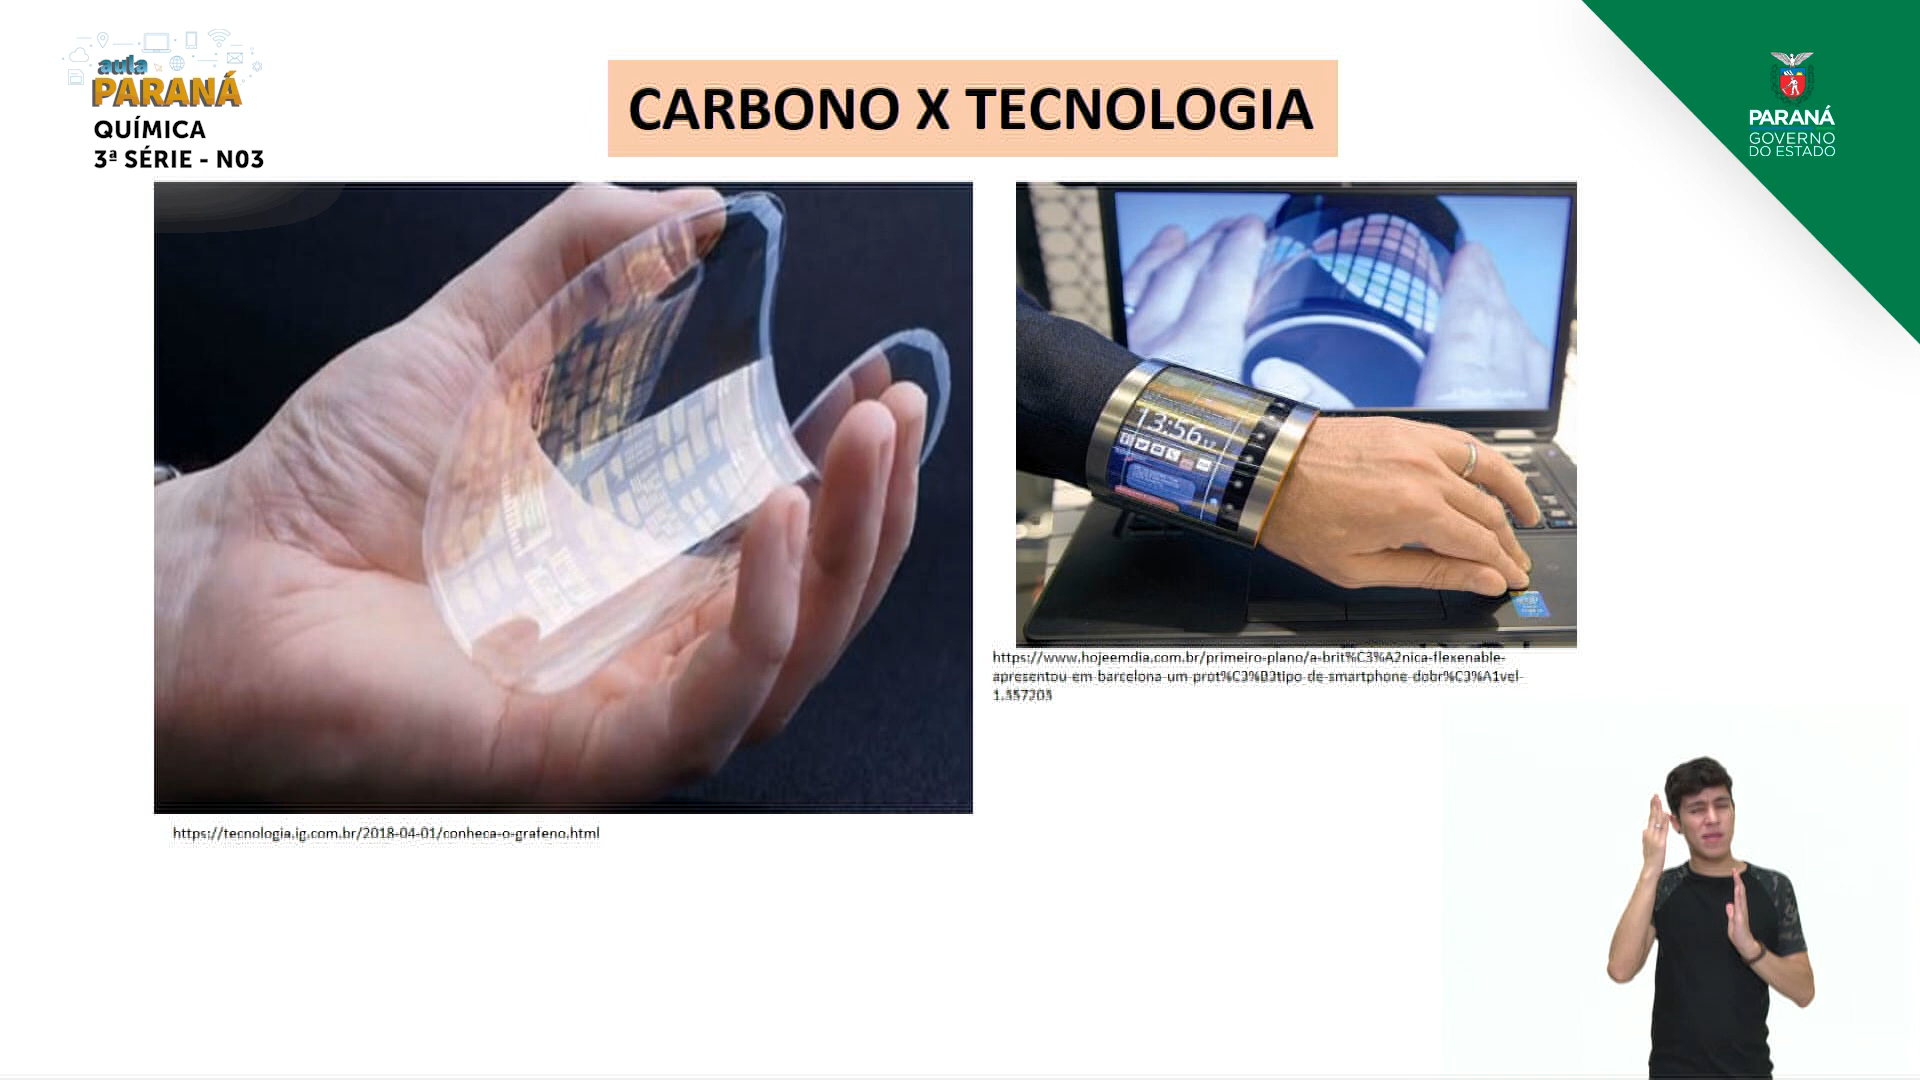 aula
PARANÁ
QUÍMICA
3ª SÉRIE - N03
CARBONO X TECNOLOGIA
PARANÁ
GOVERNO
DO ESTADO
13:56
https://www.hojeemdia.com.br/primeiro-plano/a-brit%C3%A2nica-flexenable-
apresentou-em-barcelona-um-prot%C3%B3tipo-de-smartphone-dobr%C3%A1vel-
1.357203
https://tecnologia.ig.com.br/2018-04-01/conheca-o-grafeno.html